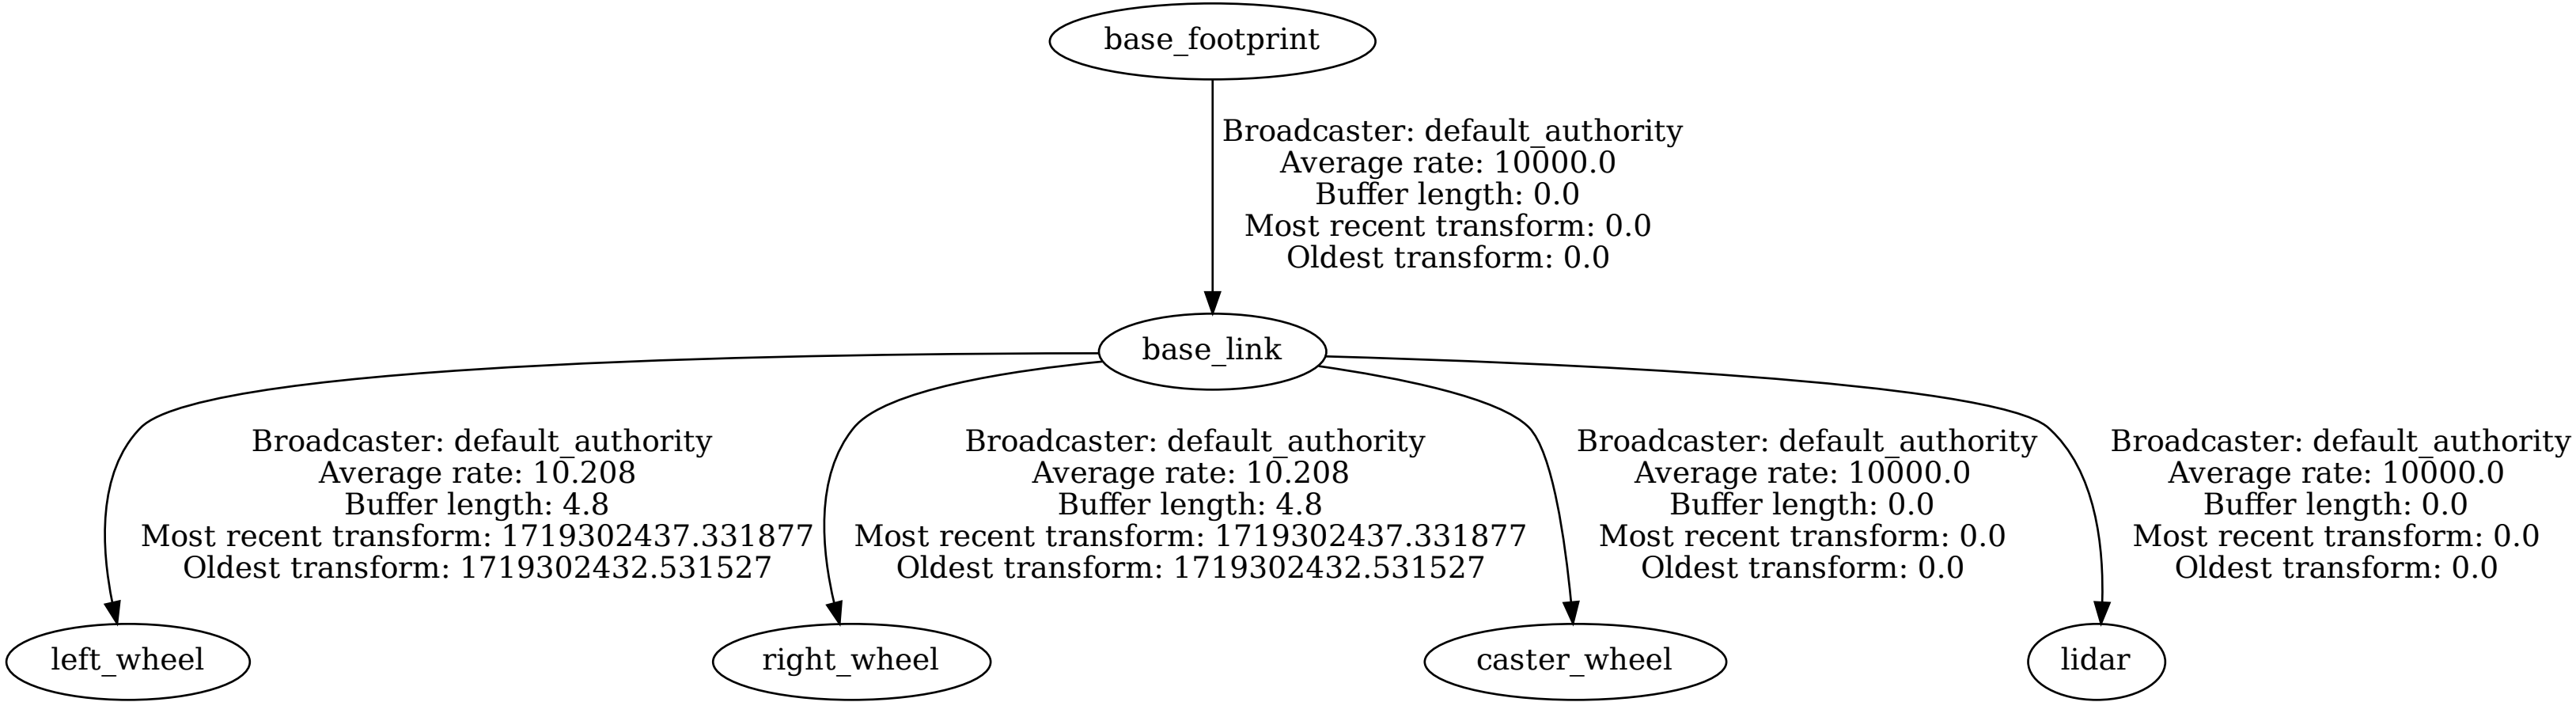 base_footprint
Broadcaster: default_authority
Average rate: 10000.0
Buffer length: 0.0
Most recent transform: 0.0
Oldest transform: 0.0
base_link
Broadcaster: default_authority
Average rate: 10.208
Buffer length: 4.8
Most recent transform: 1719302437.331877
Oldest transform: 1719302432.531527
Broadcaster: default_authority
Average rate: 10.208
Buffer length: 4.8
Most recent transform: 1719302437.331877
Oldest transform: 1719302432.531527
Broadcaster: default_authority
Average rate: 10000.0
Buffer length: 0.0
Most recent transform: 0.0
Oldest transform: 0.0
Broadcaster: default_authority
Average rate: 10000.0
Buffer length: 0.0
Most recent transform: 0.0
Oldest transform: 0.0
left_wheel
right_wheel
caster_wheel
lidar